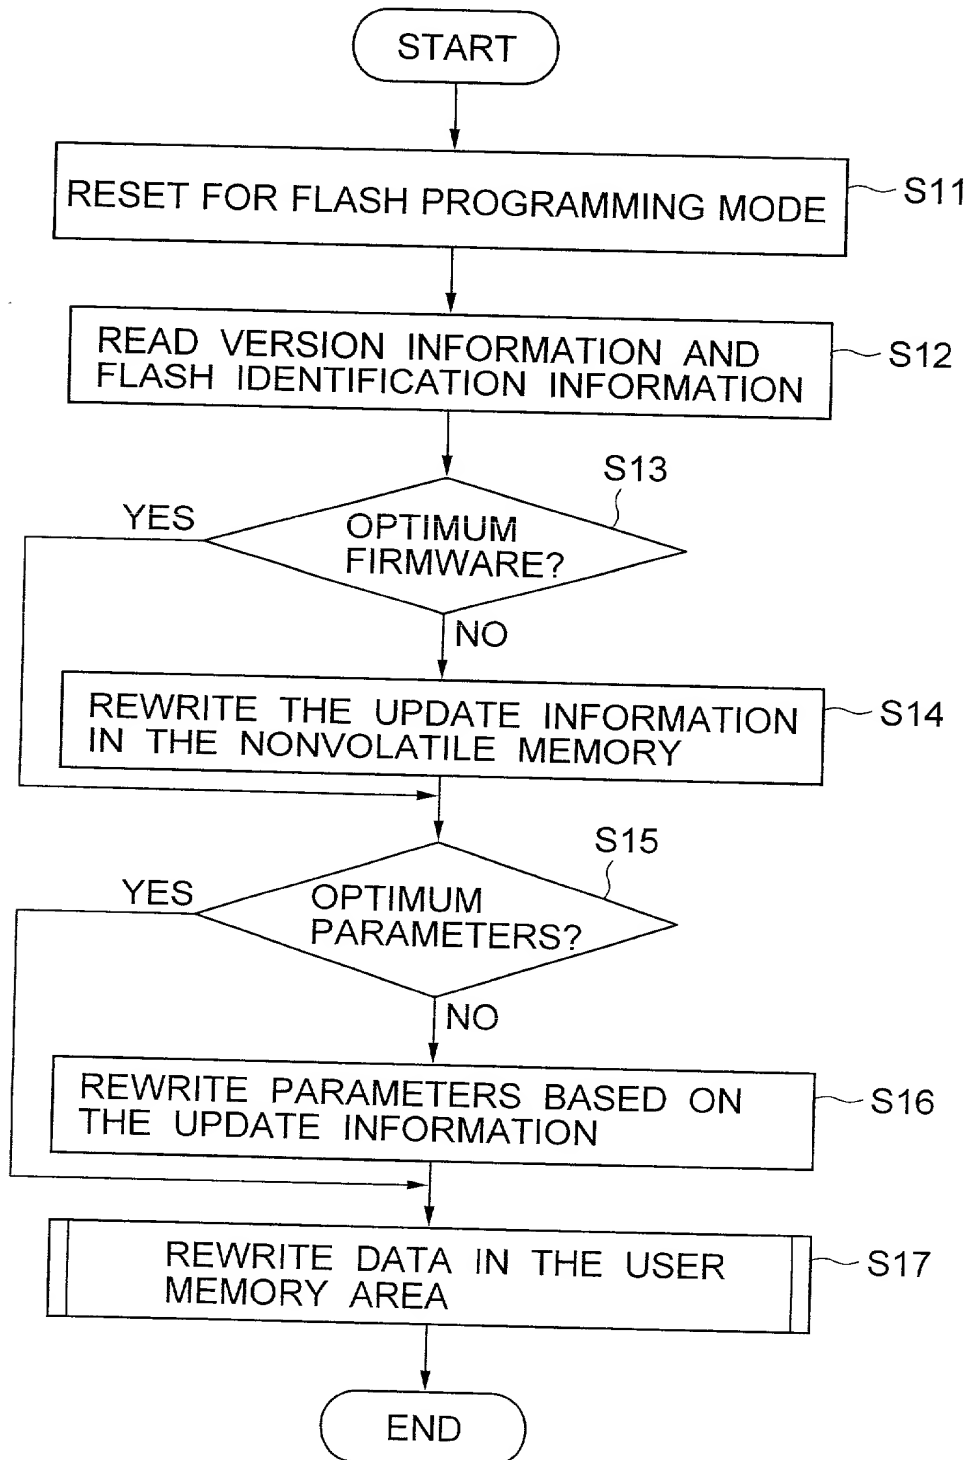 START
RESET FOR FLASH PROGRAMMING MODE
S11
READ VERSION INFORMATION AND
FLASH IDENTIFICATION INFORMATION
S12
S13
YES
OPTIMUM
FIRMWARE?
NO
REWRITE THE UPDATE INFORMATION
IN THE NONVOLATILE MEMORY
S14
S15
YES
OPTIMUM
PARAMETERS?
NO
REWRITE PARAMETERS BASED ON
THE UPDATE INFORMATION
S16
REWRITE DATA IN THE USER
MEMORY AREA
S17
END